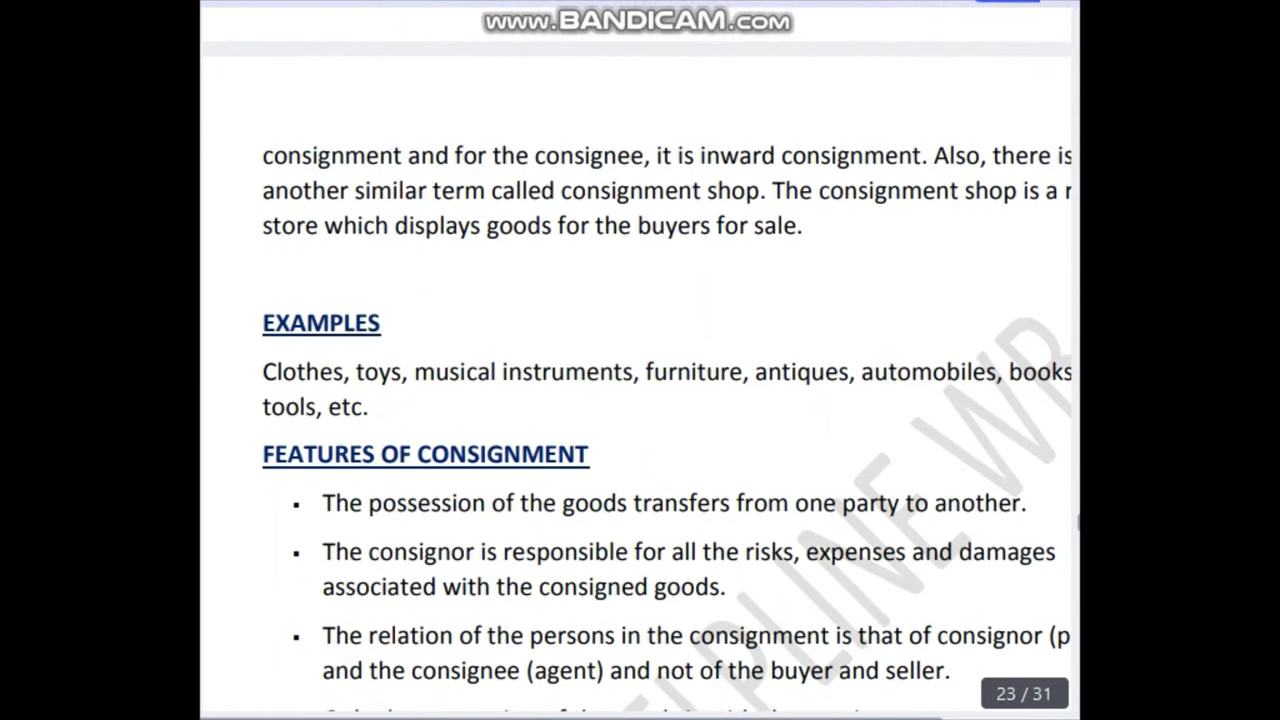 www.BANDICAM.com
consignment and for the consignee, it is inward consignment. Also, there is
another similar term called consignment shop. The consignment shop is a
store which displays goods for the buyers for sale.
EXAMPLES
Clothes, toys, musical instruments, furniture, antiques, automobiles, books
tools, etc.
FEATURES OF CONSIGNMENT
▪ The possession of the goods transfers from one party to another.
▪ The consignor is responsible for all the risks, expenses and damages
associated with the consigned goods.
▪ The relation of the persons in the consignment is that of consignor (p
and the consignee (agent) and not of the buyer and seller.
23 / 31